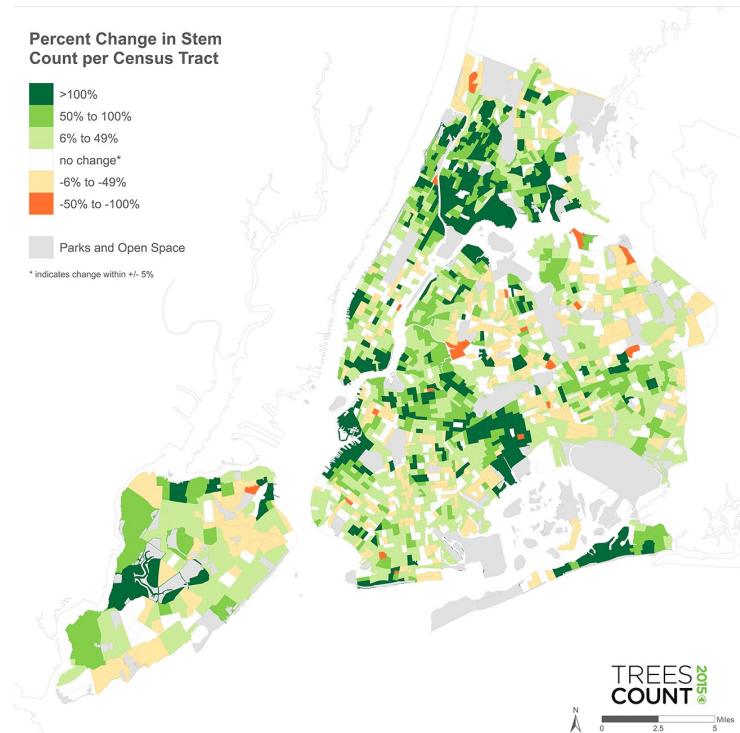 Percent Change in Stem
Count per Census Tract
>100%
50% to 100%
6% to 49%
no change*
-6% to -49%
-50% to -100%
Parks and Open Space
* indicates change within +/- 5%
TREES
COUNT
2015
N
Miles
0 2.5 5